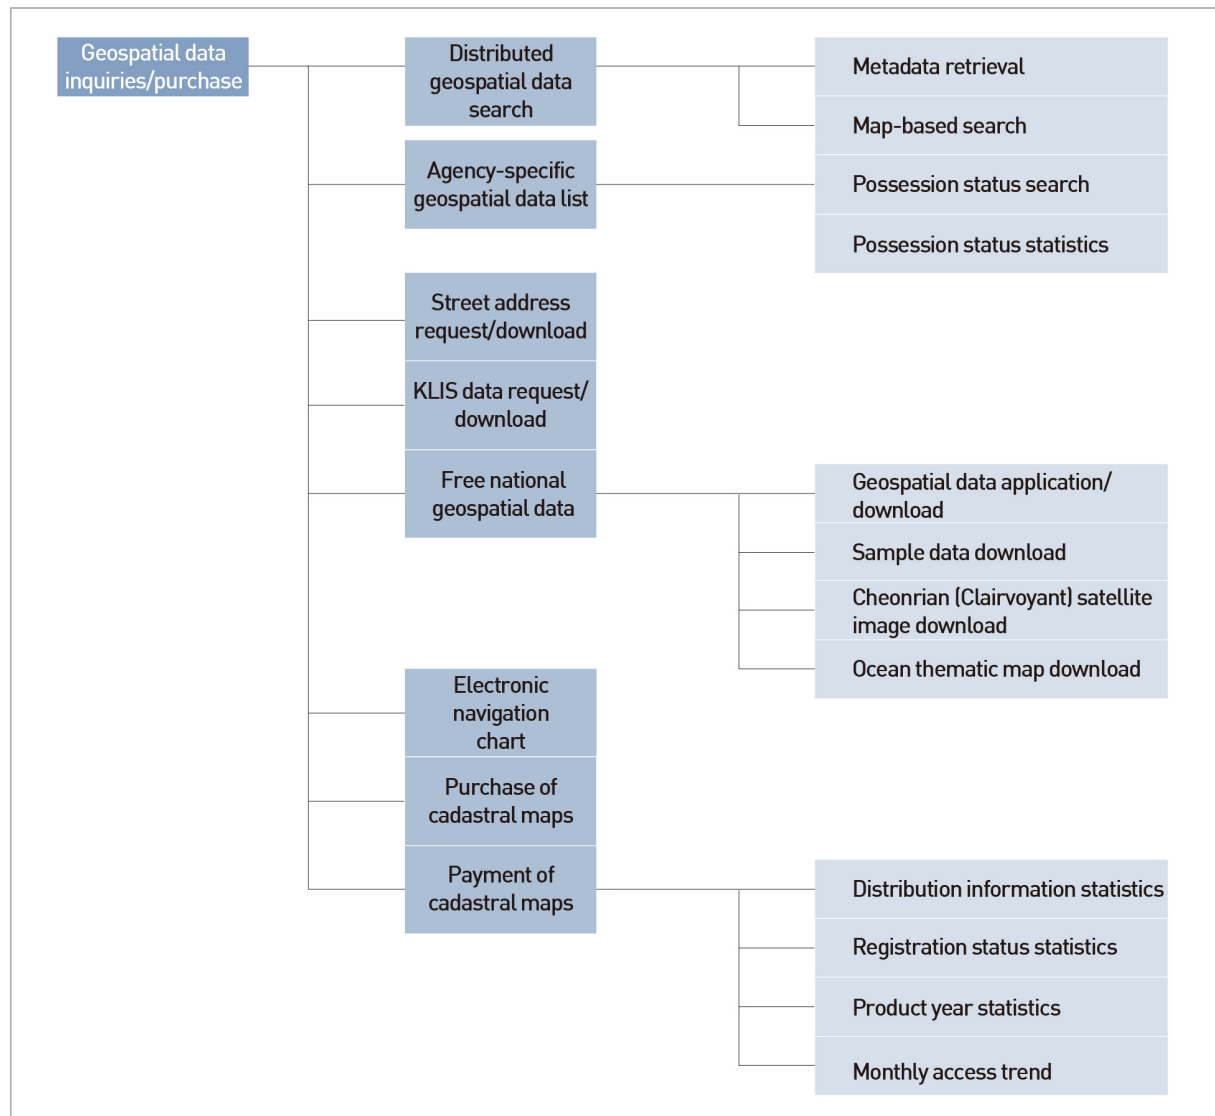 Geospatial data
inquiries/purchase
Distributed
geospatial data
search
Metadata retrieval
Map-based search
Agency-specific
geospatial data list
Possession status search
Possession status statistics
Street address
request/download
KLIS data request/
download
Free national
geospatial data
Geospatial data application/
download
Sample data download
Cheonrian (Clairvoyant) satellite
image download
Ocean thematic map download
Electronic
navigation
chart
Purchase of
cadastral maps
Payment of
cadastral maps
Distribution information statistics
Registration status statistics
Product year statistics
Monthly access trend